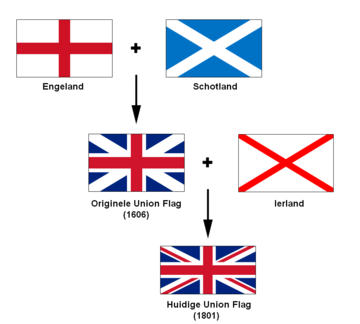 Engeland
Schotland
Originele Union Flag
(1606)
Ierland
Huidige Union Flag
(1801)